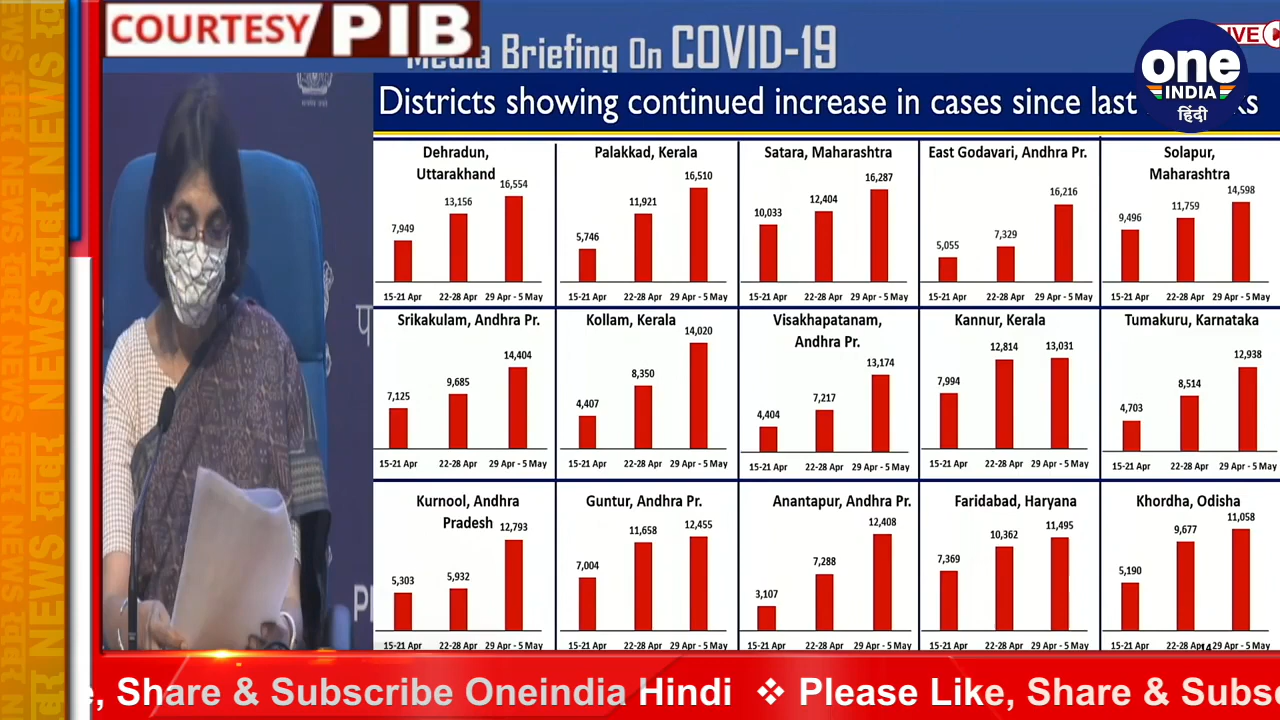 COURTESY PIB
Media Briefing On COVID-19
LIVE
one
INDIA
हिंदी
Districts showing continued increase in cases since last
Dehradun,
Uttarakhand
7,949
13,156
16,554
15-21 Apr 22-28 Apr 29 Apr - 5 May
Palakkad, Kerala
5,746
11,921
16,510
15-21 Apr 22-28 Apr 29 Apr - 5 May
Satara, Maharashtra
10,033
12,404
16,287
15-21 Apr 22-28 Apr 29 Apr - 5 May
East Godavari, Andhra Pr.
5,055
7,329
16,216
15-21 Apr 22-28 Apr 29 Apr - 5 May
Solapur,
Maharashtra
9,496
11,759
14,598
15-21 Apr 22-28 Apr 29 Apr - 5 May
Srikakulam, Andhra Pr.
7,125
9,685
14,404
15-21 Apr 22-28 Apr 29 Apr - 5 May
Kollam, Kerala
4,407
8,350
14,020
15-21 Apr 22-28 Apr 29 Apr - 5 May
Visakhapatanam,
Andhra Pr.
4,404
7,217
13,174
15-21 Apr 22-28 Apr 29 Apr - 5 May
Kannur, Kerala
7,994
12,814
13,031
15-21 Apr 22-28 Apr 29 Apr - 5 May
Tumakuru, Karnataka
4,703
8,514
12,938
15-21 Apr 22-28 Apr 29 Apr - 5 May
Kurnool, Andhra
Pradesh
5,303
5,932
12,793
15-21 Apr 22-28 Apr 29 Apr - 5 May
Guntur, Andhra Pr.
7,004
11,658
12,455
15-21 Apr 22-28 Apr 29 Apr - 5 May
Anantapur, Andhra Pr.
3,107
7,288
12,408
15-21 Apr 22-28 Apr 29 Apr - 5 May
Faridabad, Haryana
7,369
10,362
11,495
15-21 Apr 22-28 Apr 29 Apr - 5 May
Khordha, Odisha
5,190
9,677
11,058
15-21 Apr 22-28 Apr 29 Apr - 5 May
14
NEWS खबर NEWS
e, Share & Subscribe Oneindia Hindi ❖ Please Like, Share & Subsc